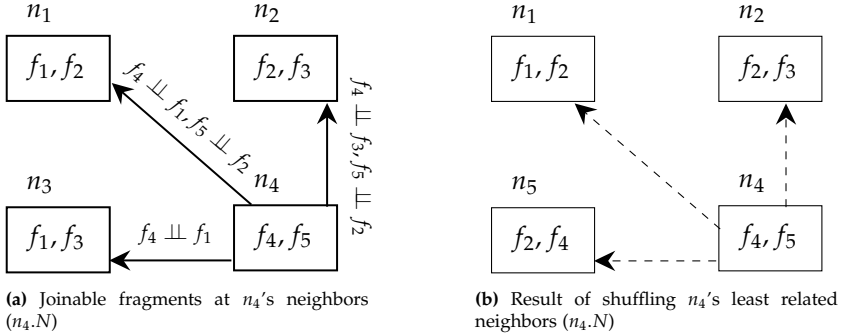 n1 n2
f1, f2 f2, f3
f4 ⫫ f1, f5 ⫫ f2
f4 ⫫ f3, f5 ⫫ f2
n3 n4
f1, f3 f4 ⫫ f1 f4, f5
(a) Joinable fragments at n4's neighbors
(n4.N)
n1 n2
f1, f2 f2, f3
n5 n4
f2, f4 f4, f5
(b) Result of shuffling n4's least related
neighbors (n4.N)